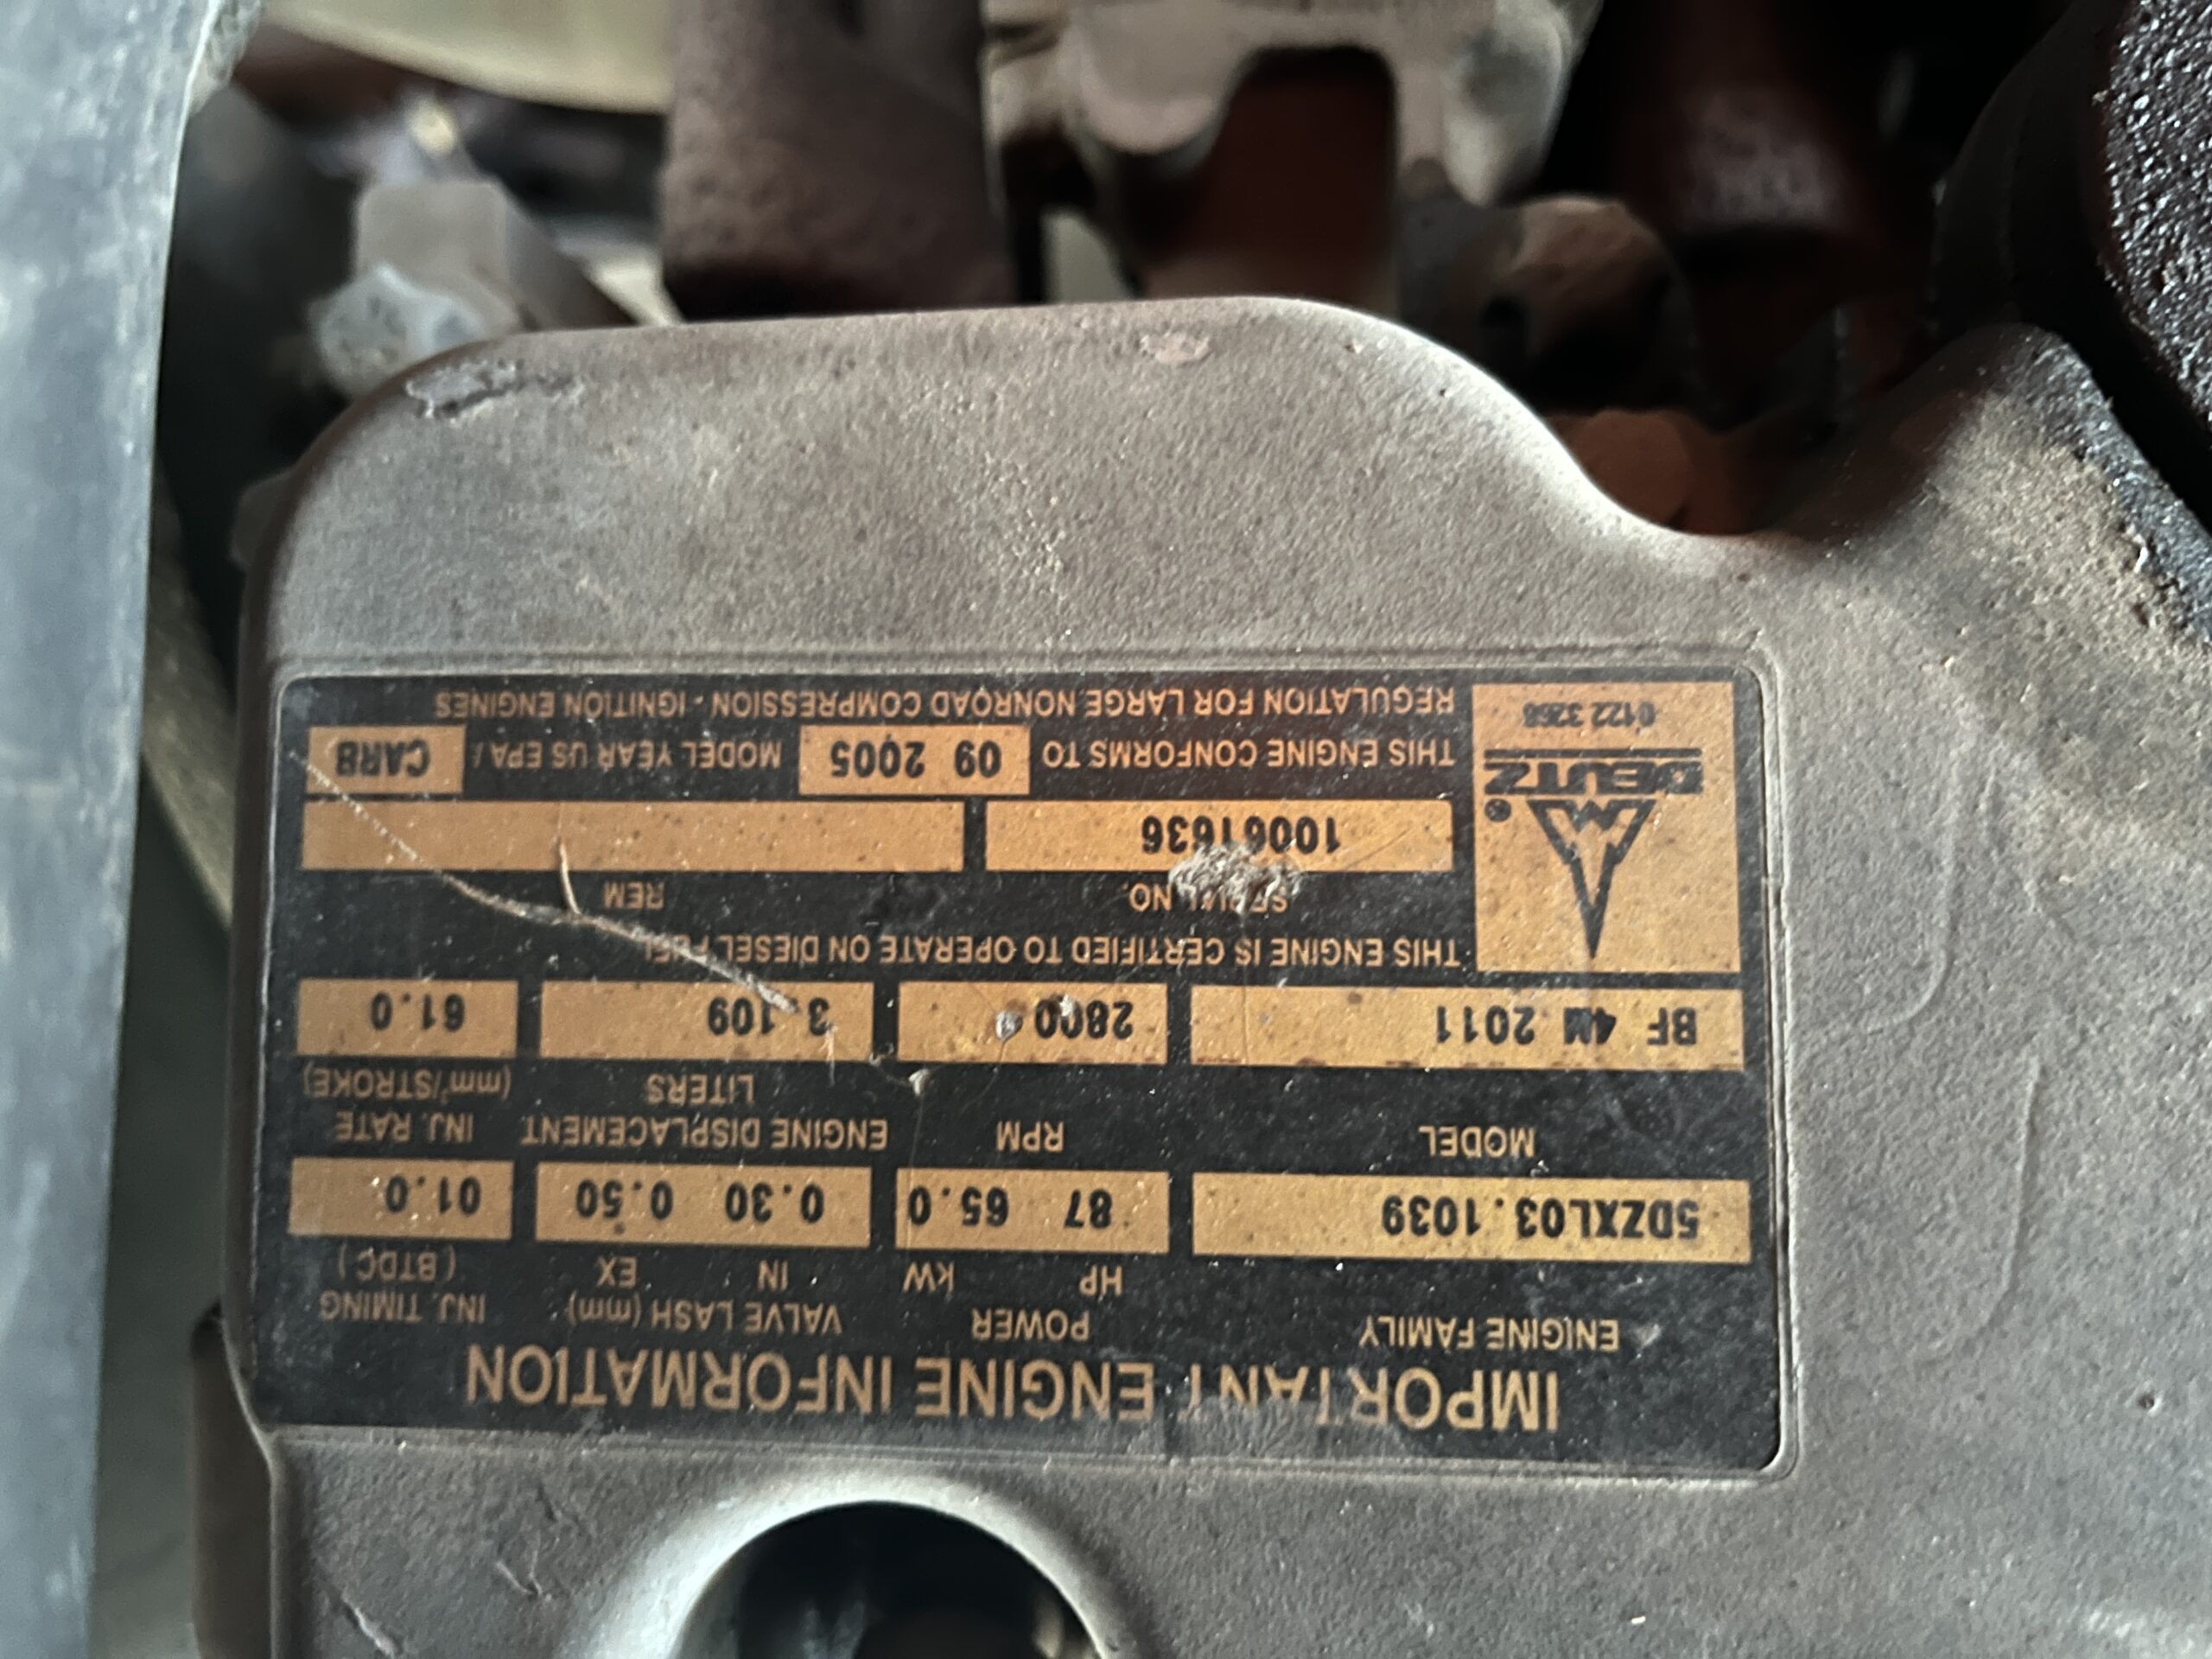 IMPORTANT ENGINE INFORMATION
ENGINE FAMILY POWER VALVE LASH (mm) INJ. TIMING
HP KW IN EX (BTDC)
5DZXL03.1039 87 65.0 0.30 0.50 01.0
MODEL RPM ENGINE DISPLACEMENT INJ. RATE
LITERS (mm³/STROKE)
BF 4M 2011 2800 3.109 61.0
THIS ENGINE IS CERTIFIED TO OPERATE ON DIESEL FUEL
SERIAL NO. REM
10061636
THIS ENGINE CONFORMS TO 09 2005 MODEL YEAR US EPA / CARB
REGULATION FOR LARGE NONROAD COMPRESSION - IGNITION ENGINES
DEUTZ ®
0122 3268